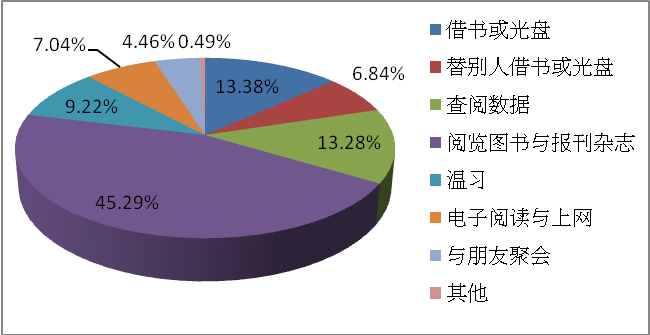 7.04%
4.46%
0.49%
13.38%
6.84%
9.22%
13.28%
45.29%
借书或光盘
替别人借书或光盘
查阅数据
阅览图书与报刊杂志
温习
电子阅读与上网
与朋友聚会
其他